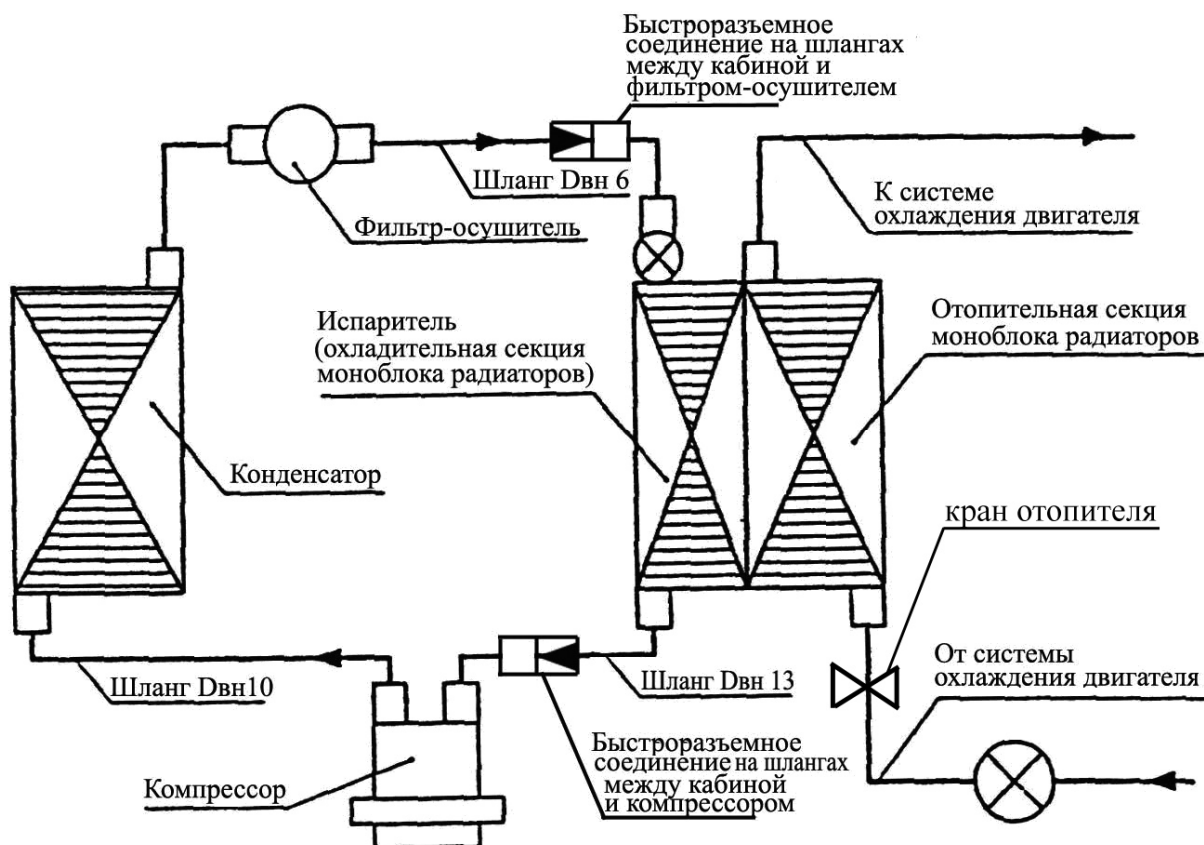 Быстроразъемное
соединение на шлангах
между кабиной и
фильтром-осушителем
Шланг Dвн 6
Фильтр-осушитель
К системе
охлаждения двигателя
Испаритель
(охладительная секция
моноблока радиаторов)
Отопительная секция
моноблока радиаторов
Конденсатор
кран отопителя
Шланг Dвн10
Шланг Dвн 13
От системы
охлаждения двигателя
Компрессор
Быстроразъемное
соединение на шлангах
между кабиной
и компрессором